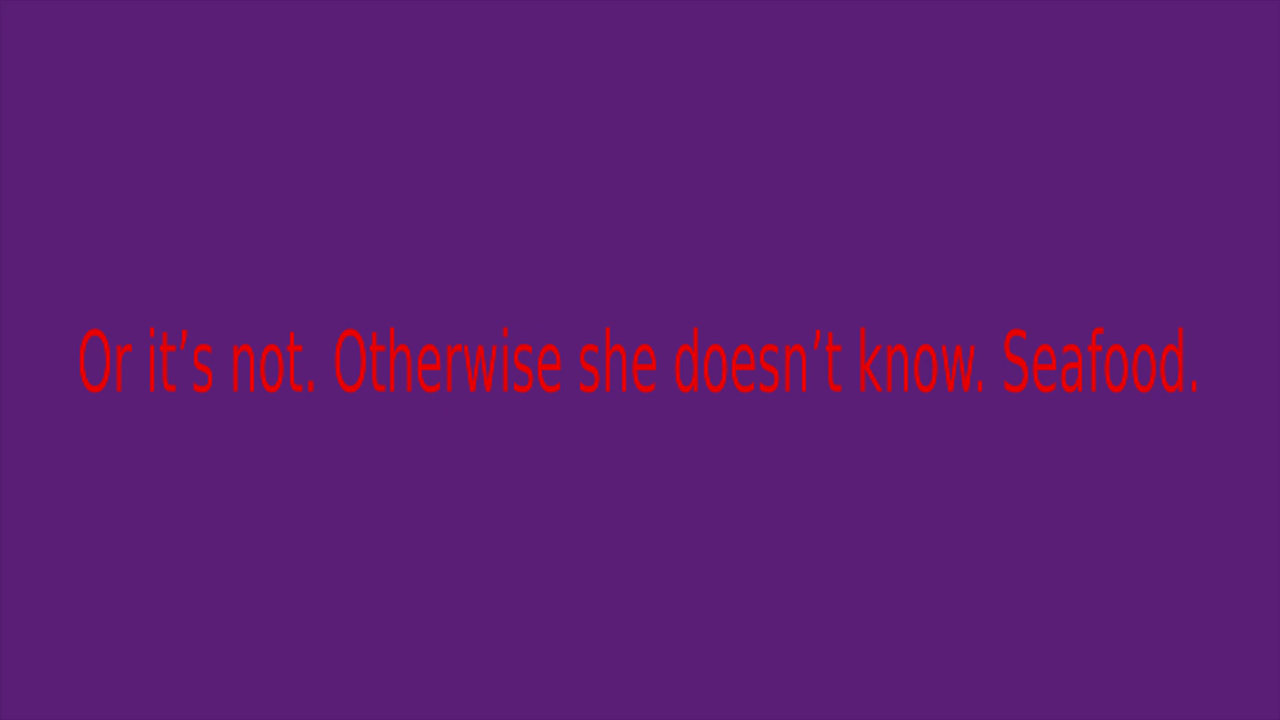 Or it’s not. Otherwise she doesn’t know. Seafood.